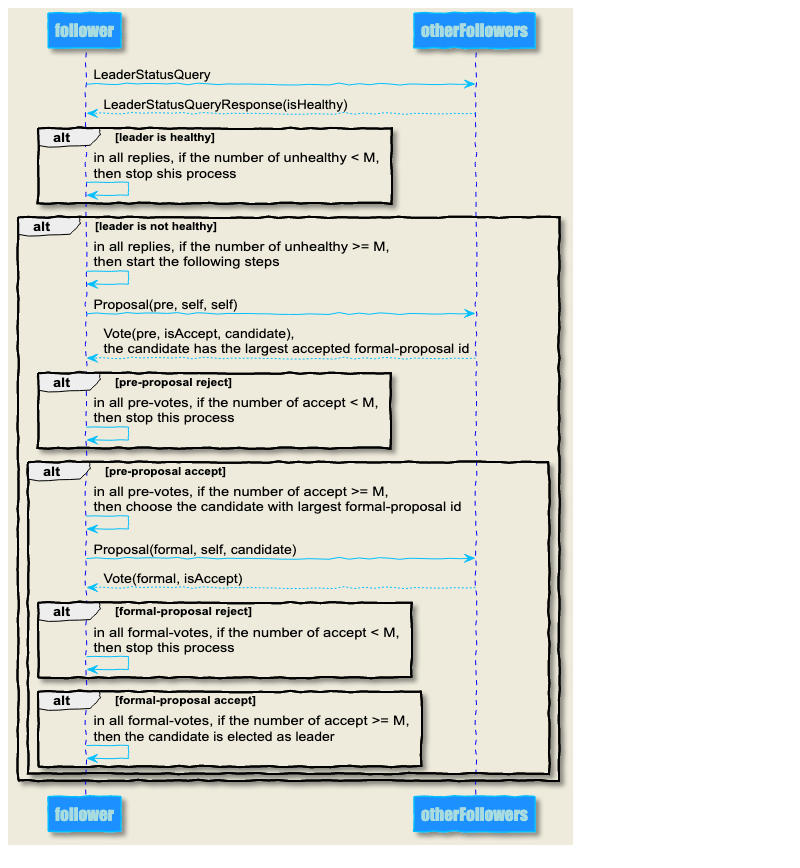 follower otherFollowers
LeaderStatusQuery
LeaderStatusQueryResponse(isHealthy)
alt [leader is healthy]
in all replies, if the number of unhealthy < M,
then stop shis process
alt [leader is not healthy]
in all replies, if the number of unhealthy >= M,
then start the following steps
Proposal(pre, self, self)
Vote(pre, isAccept, candidate),
the candidate has the largest accepted formal-proposal id
alt [pre-proposal reject]
in all pre-votes, if the number of accept < M,
then stop this process
alt [pre-proposal accept]
in all pre-votes, if the number of accept >= M,
then choose the candidate with largest formal-proposal id
Proposal(formal, self, candidate)
Vote(formal, isAccept)
alt [formal-proposal reject]
in all formal-votes, if the number of accept < M,
then stop this process
alt [formal-proposal accept]
in all formal-votes, if the number of accept >= M,
then the candidate is elected as leader
follower otherFollowers